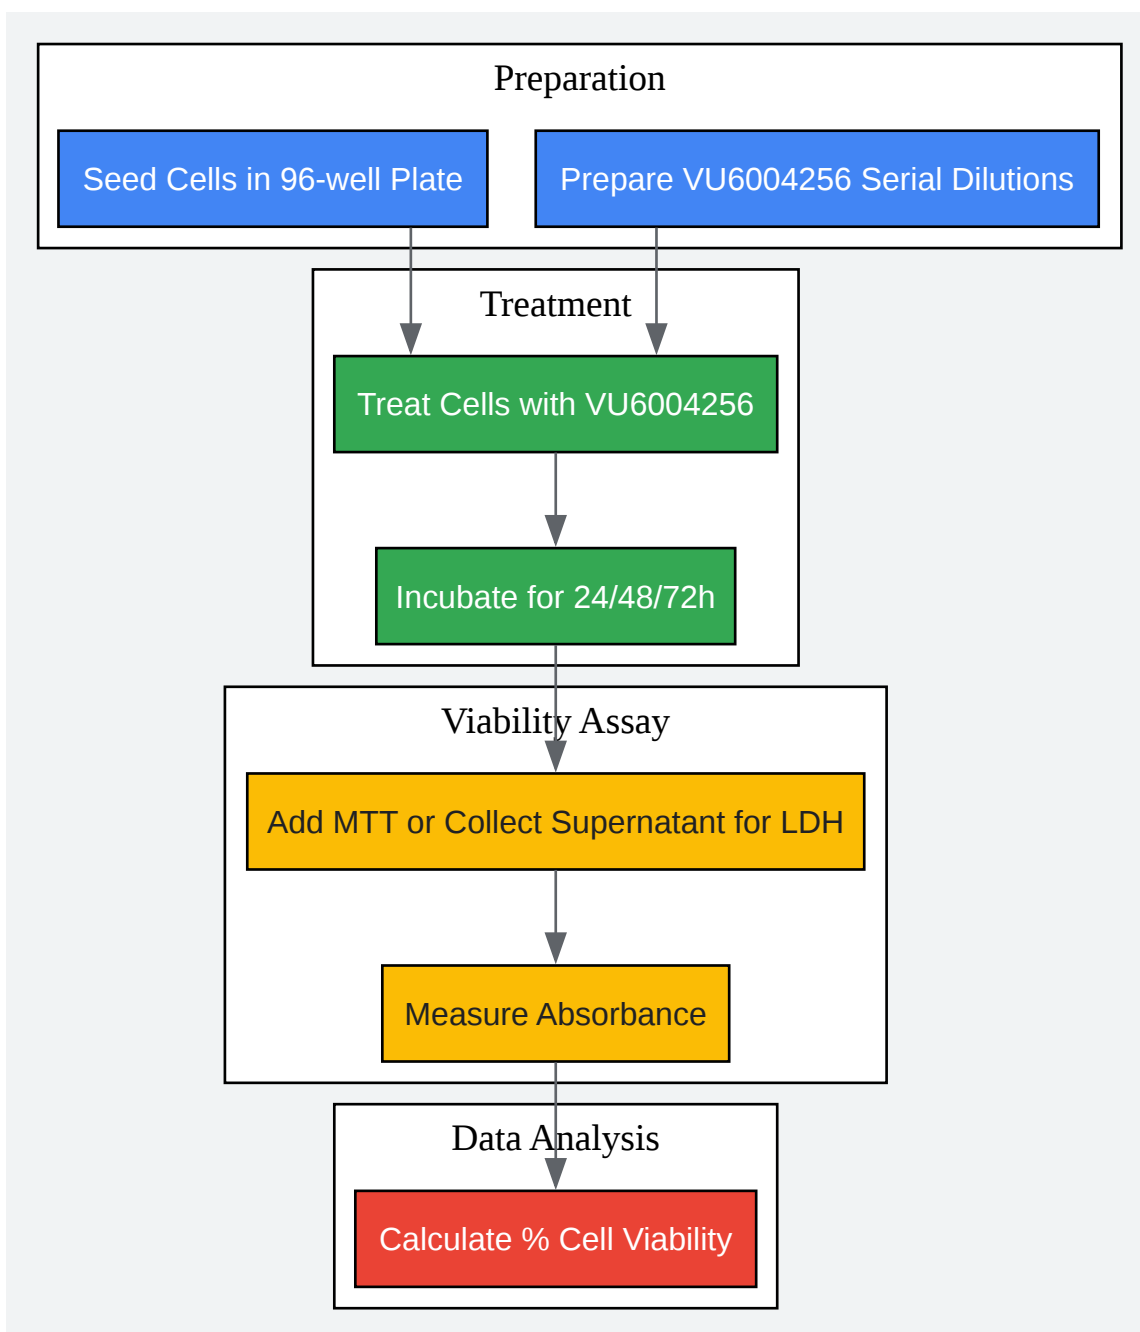 Preparation
Seed Cells in 96-well Plate
Prepare VU6004256 Serial Dilutions
Treatment
Treat Cells with VU6004256
Incubate for 24/48/72h
Viability Assay
Add MTT or Collect Supernatant for LDH
Measure Absorbance
Data Analysis
Calculate % Cell Viability